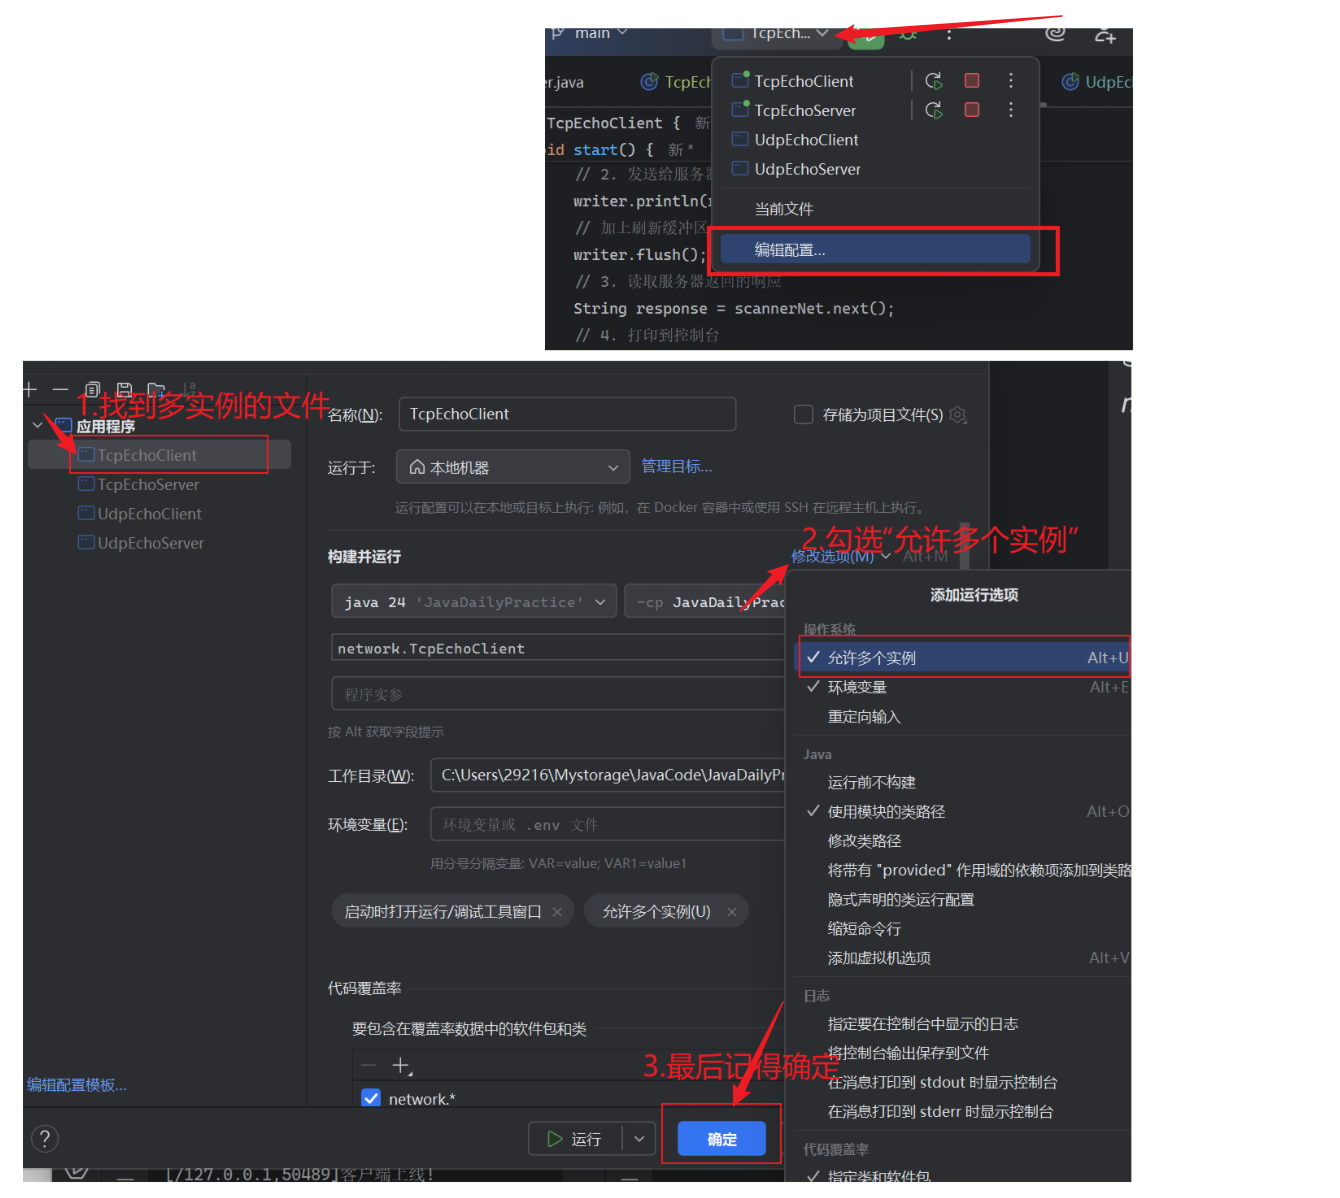 main
TcpEch...
er.java
TcpEch
UdpEc
TcpEchoClient
TcpEchoServer
UdpEchoClient
UdpEchoServer
当前文件
编辑配置...
TcpEchoClient { 新
id start() { 新 *
// 2. 发送给服务器
writer.println(
// 加上刷新缓冲区
writer.flush();
// 3. 读取服务器返回的响应
String response = scannerNet.next();
// 4. 打印到控制台
1.找到多实例的文件
应用程序
TcpEchoClient
TcpEchoServer
UdpEchoClient
UdpEchoServer
编辑配置模板...
名称(N):
TcpEchoClient
存储为项目文件(S)
运行于:
本地机器
管理目标...
运行配置可以在本地或目标上执行: 例如，在 Docker 容器中或使用 SSH 在远程主机上执行。
2.勾选“允许多个实例”
构建并运行
修改选项(M)
Alt+M
java 24 'JavaDailyPractice'
-cp JavaDailyPrac
network.TcpEchoClient
程序实参
按 Alt 获取字段提示
工作目录(W):
C:\Users\29216\Mystorage\JavaCode\JavaDailyPr
环境变量(E):
环境变量或 .env 文件
用分号分隔变量: VAR=value; VAR1=value1
启动时打开运行/调试工具窗口 ×
允许多个实例(U) ×
代码覆盖率
要包含在覆盖率数据中的软件包和类
network.*
3.最后记得确定
?
运行
确定
添加运行选项
操作系统
允许多个实例 Alt+U
环境变量 Alt+E
重定向输入
Java
运行前不构建
使用模块的类路径 Alt+O
修改类路径
将带有 "provided" 作用域的依赖项添加到类路
隐式声明的类运行配置
缩短命令行
添加虚拟机选项 Alt+V
日志
指定要在控制台中显示的日志
将控制台输出保存到文件
在消息打印到 stdout 时显示控制台
在消息打印到 stderr 时显示控制台
代码覆盖率
指定类和软件包
[/127.0.0.1,50489]客户端上线!